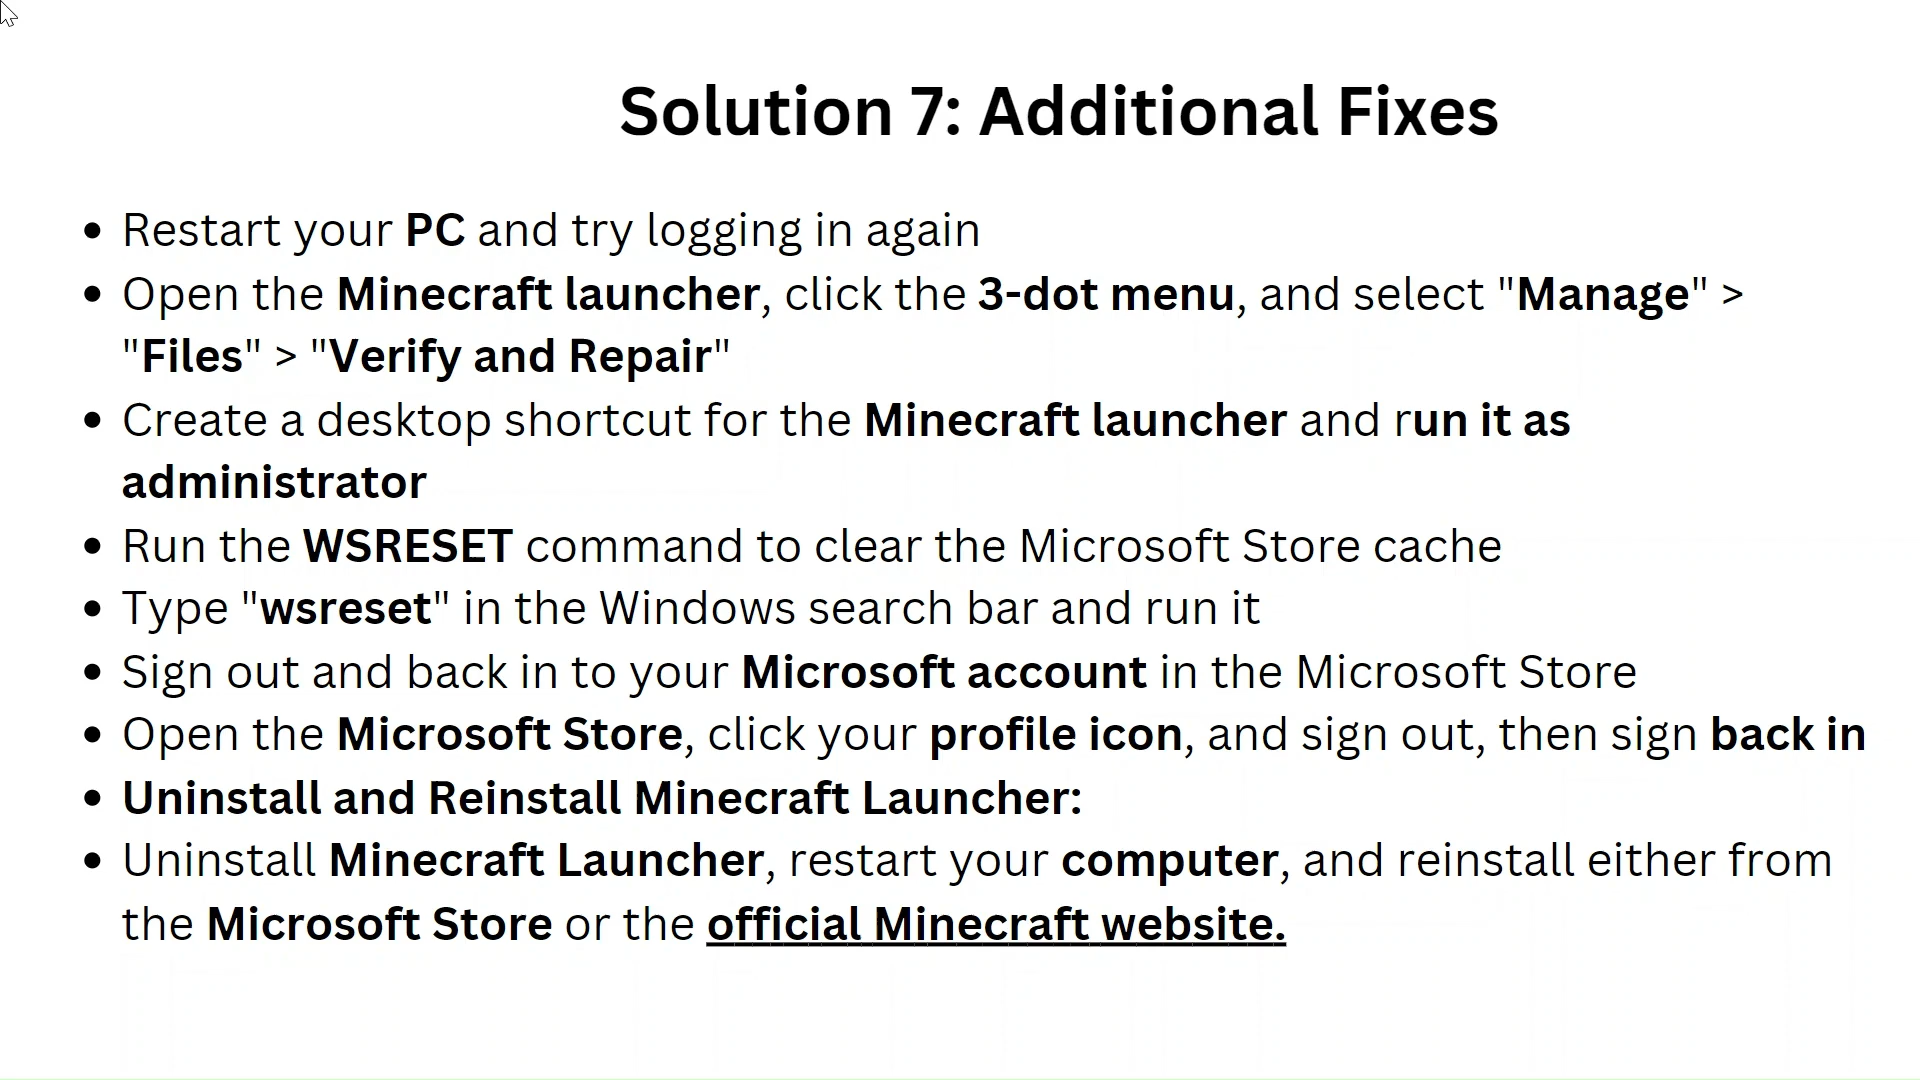 Solution 7: Additional Fixes
• Restart your PC and try logging in again
• Open the Minecraft launcher, click the 3-dot menu, and select "Manage" >
"Files" > "Verify and Repair"
• Create a desktop shortcut for the Minecraft launcher and run it as
administrator
• Run the WSRESET command to clear the Microsoft Store cache
• Type "wsreset" in the Windows search bar and run it
• Sign out and back in to your Microsoft account in the Microsoft Store
• Open the Microsoft Store, click your profile icon, and sign out, then sign back in
• Uninstall and Reinstall Minecraft Launcher:
• Uninstall Minecraft Launcher, restart your computer, and reinstall either from
the Microsoft Store or the official Minecraft website.